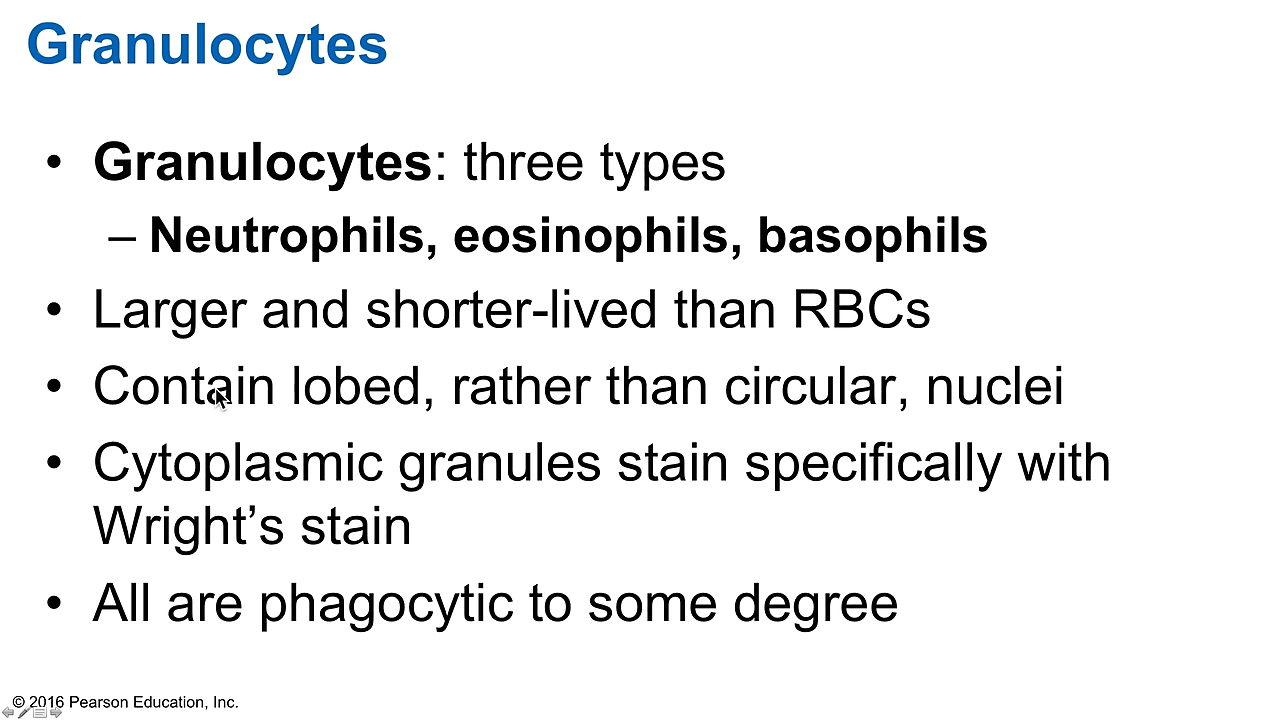 Granulocytes
• Granulocytes: three types
– Neutrophils, eosinophils, basophils
• Larger and shorter-lived than RBCs
• Contain lobed, rather than circular, nuclei
• Cytoplasmic granules stain specifically with
Wright’s stain
• All are phagocytic to some degree
© 2016 Pearson Education, Inc.